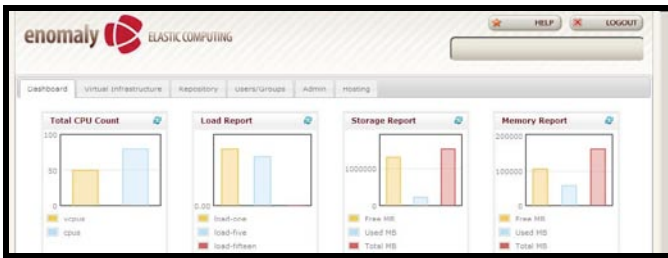 enomaly ELASTIC COMPUTING
HELP LOGOUT
Dashboard Virtual Infrastructure Repository Users/Groups Admin Hosting
Total CPU Count
100
50
0
vcpus
cpus
Load Report
0.00
load-one
load-five
load-fifteen
Storage Report
1000000
0
Free MB
Used MB
Total MB
Memory Report
200000
100000
0
Free MB
Used MB
Total MB